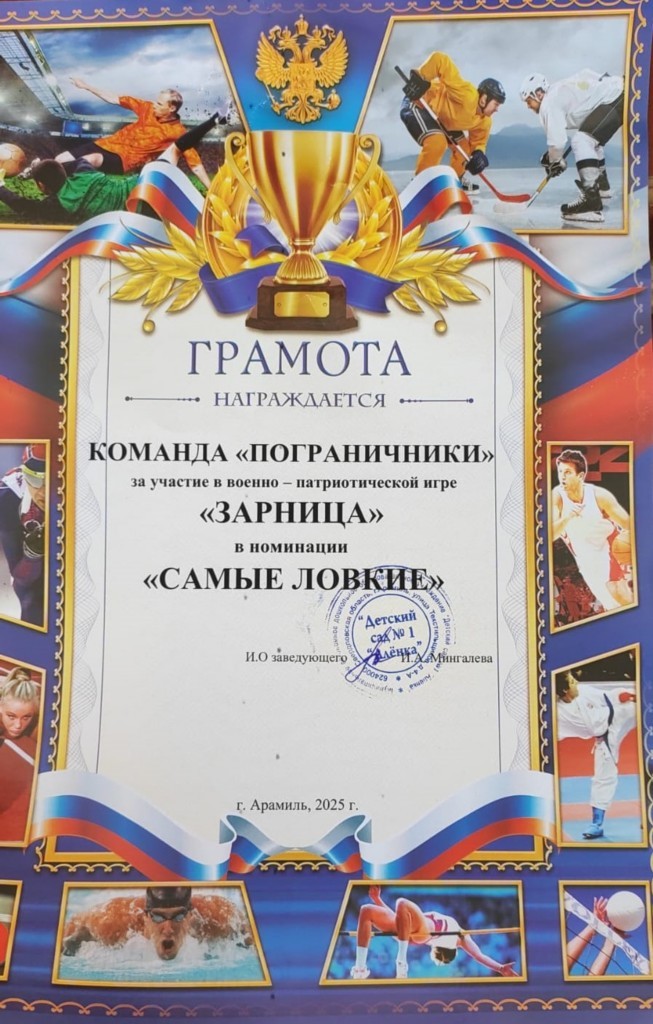 ГРАМОТА
НАГРАЖДАЕТСЯ
КОМАНДА «ПОГРАНИЧНИКИ»
за участие в военно – патриотической игре
«ЗАРНИЦА»
в номинации
«САМЫЕ ЛОВКИЕ»
"Детский
сад № 1
"Алёнка"
И.О заведующего И.А. Мингалева
г. Арамиль, 2025 г.